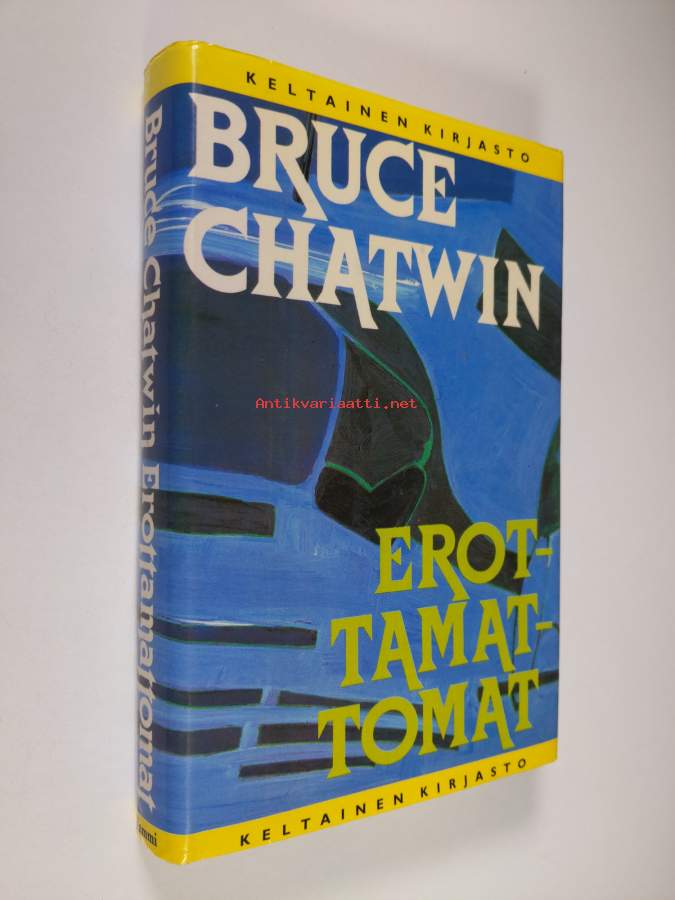 KELTAINEN KIRJASTO
BRUCE
CHATWIN
Antikvariaatti.net
EROT-
TAMAT-
TOMAT
KELTAINEN KIRJASTO
Bruce Chatwin Erottamattomat